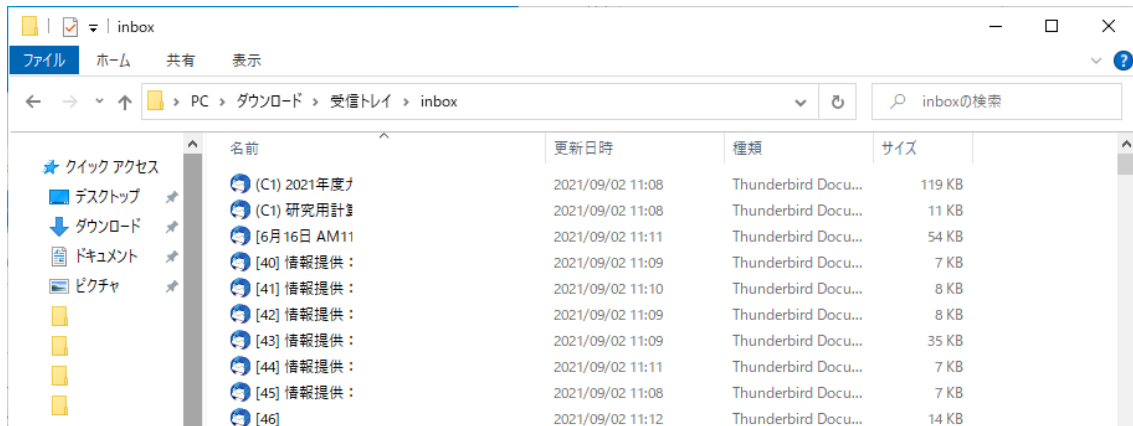 inbox
ファイル ホーム 共有 表示
PC › ダウンロード › 受信トレイ › inbox inboxの検索
名前 更新日時 種類 サイズ
クイック アクセス
デスクトップ
ダウンロード
ドキュメント
ピクチャ
(C1) 2021年度 2021/09/02 11:08 Thunderbird Docu... 119 KB
(C1) 研究用計 2021/09/02 11:08 Thunderbird Docu... 11 KB
[6月16日 AM11 2021/09/02 11:11 Thunderbird Docu... 54 KB
[40] 情報提供： 2021/09/02 11:09 Thunderbird Docu... 7 KB
[41] 情報提供： 2021/09/02 11:10 Thunderbird Docu... 8 KB
[42] 情報提供： 2021/09/02 11:09 Thunderbird Docu... 8 KB
[43] 情報提供： 2021/09/02 11:09 Thunderbird Docu... 35 KB
[44] 情報提供： 2021/09/02 11:11 Thunderbird Docu... 7 KB
[45] 情報提供： 2021/09/02 11:08 Thunderbird Docu... 7 KB
[46] 2021/09/02 11:12 Thunderbird Docu... 14 KB